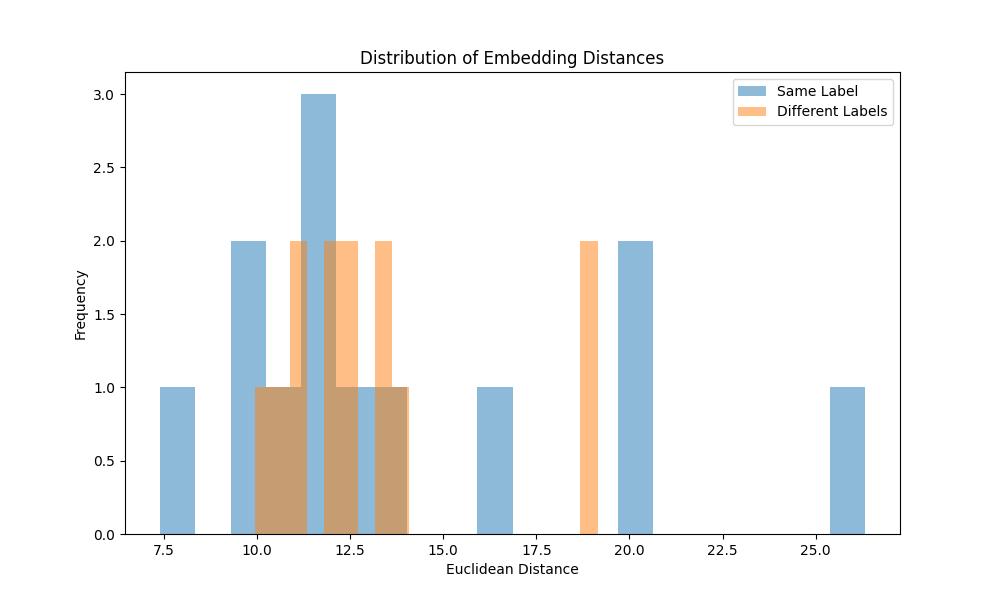 Distribution of Embedding Distances
Same Label
Different Labels
3.0
2.5
2.0
1.5
1.0
0.5
0.0
Frequency
7.5 10.0 12.5 15.0 17.5 20.0 22.5 25.0
Euclidean Distance